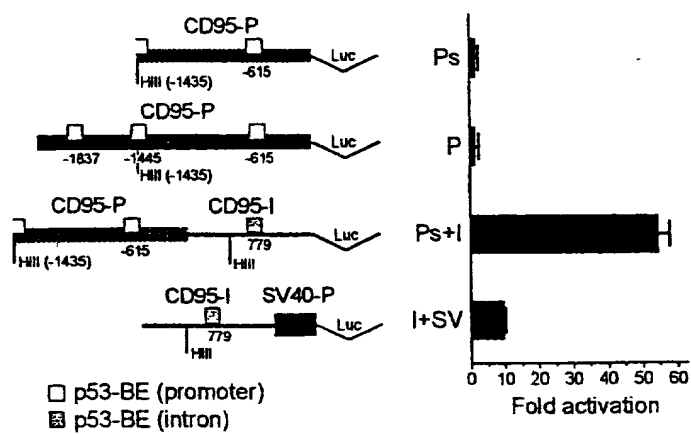 CD95-P
Luc
-615
HIII (-1435)
Ps
CD95-P
Luc
-1837
-1445
-615
HIII (-1435)
P
CD95-P
CD95-I
Luc
-615
779
HIII (-1435)
HIII
Ps+I
CD95-I
SV40-P
Luc
779
HIII
I+SV
p53-BE (promoter)
p53-BE (intron)
0 10 20 30 40 50 60
Fold activation